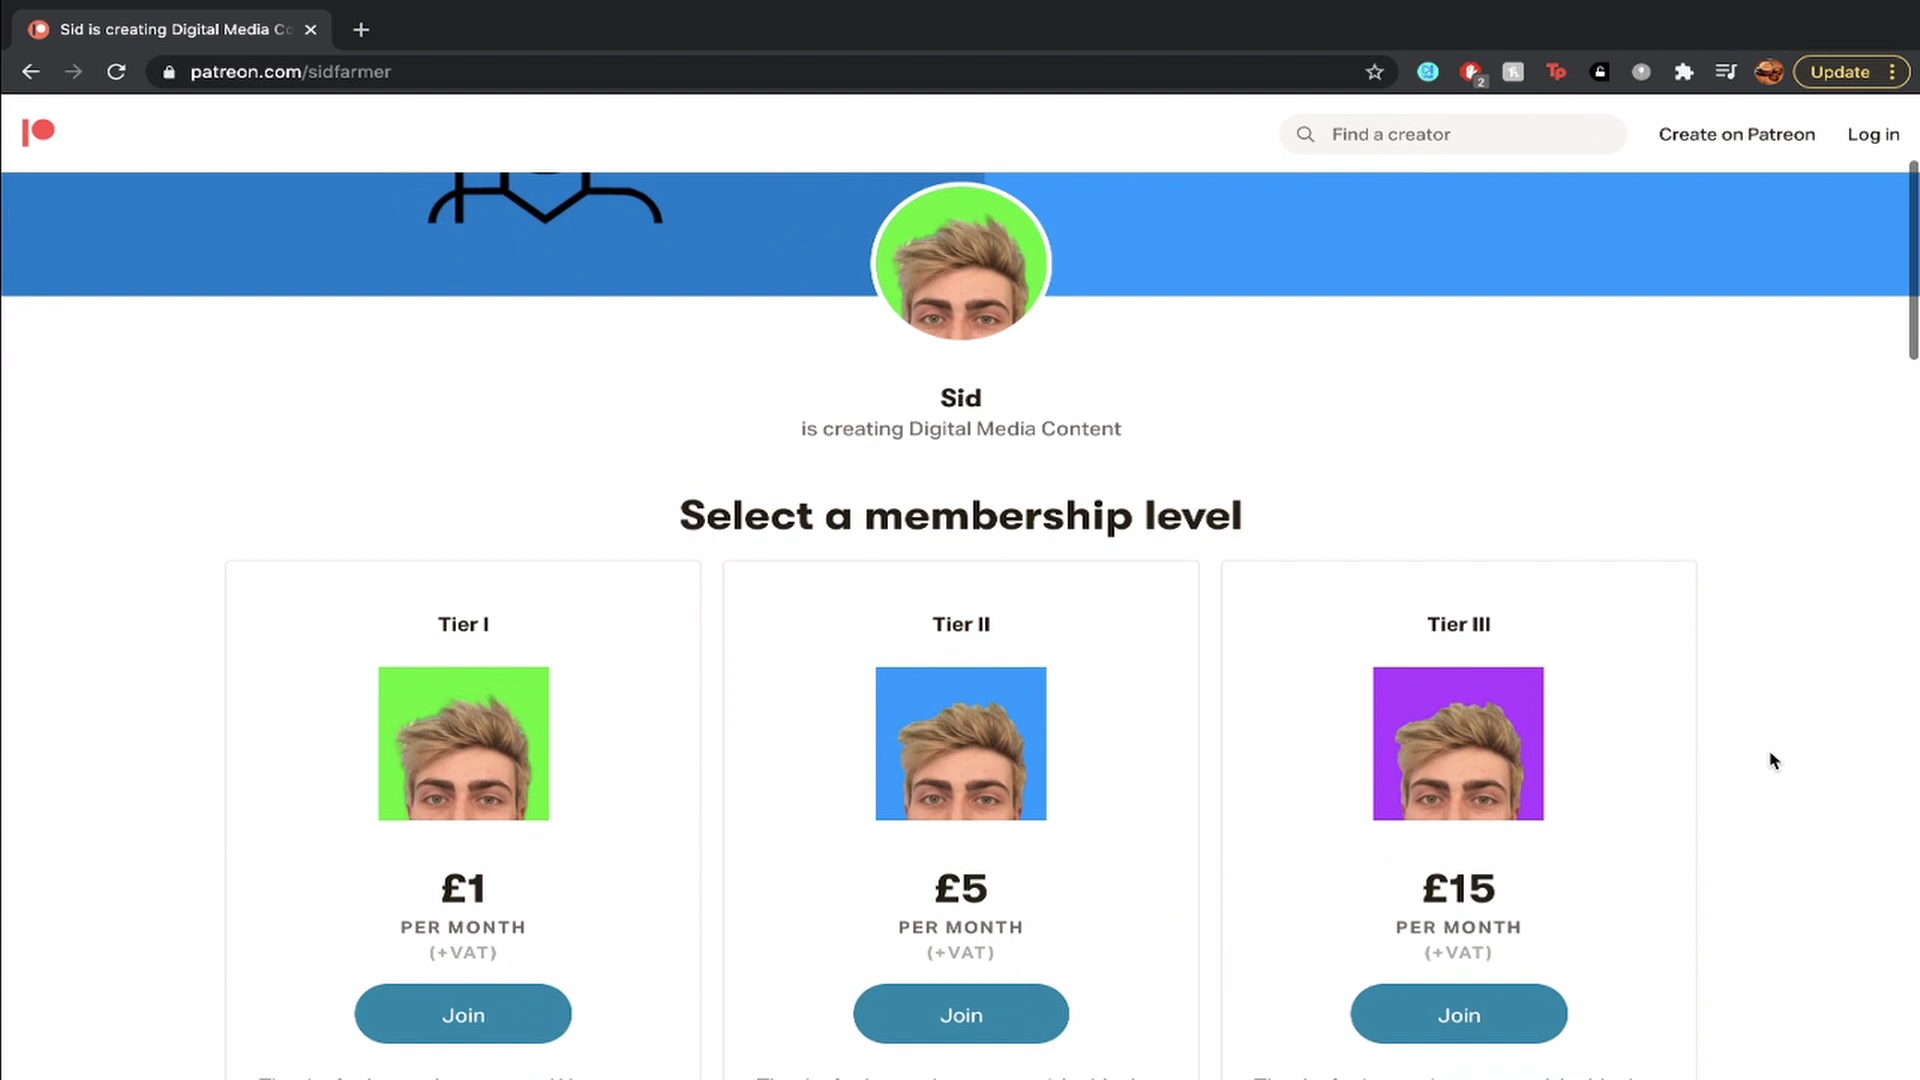 Sid is creating Digital Media Co
patreon.com/sidfarmer
2
Tp
Update
Find a creator
Create on Patreon
Log in
Sid
is creating Digital Media Content
Select a membership level
Tier I
Tier II
Tier III
£1
£5
£15
PER MONTH
PER MONTH
PER MONTH
(+VAT)
(+VAT)
(+VAT)
Join
Join
Join